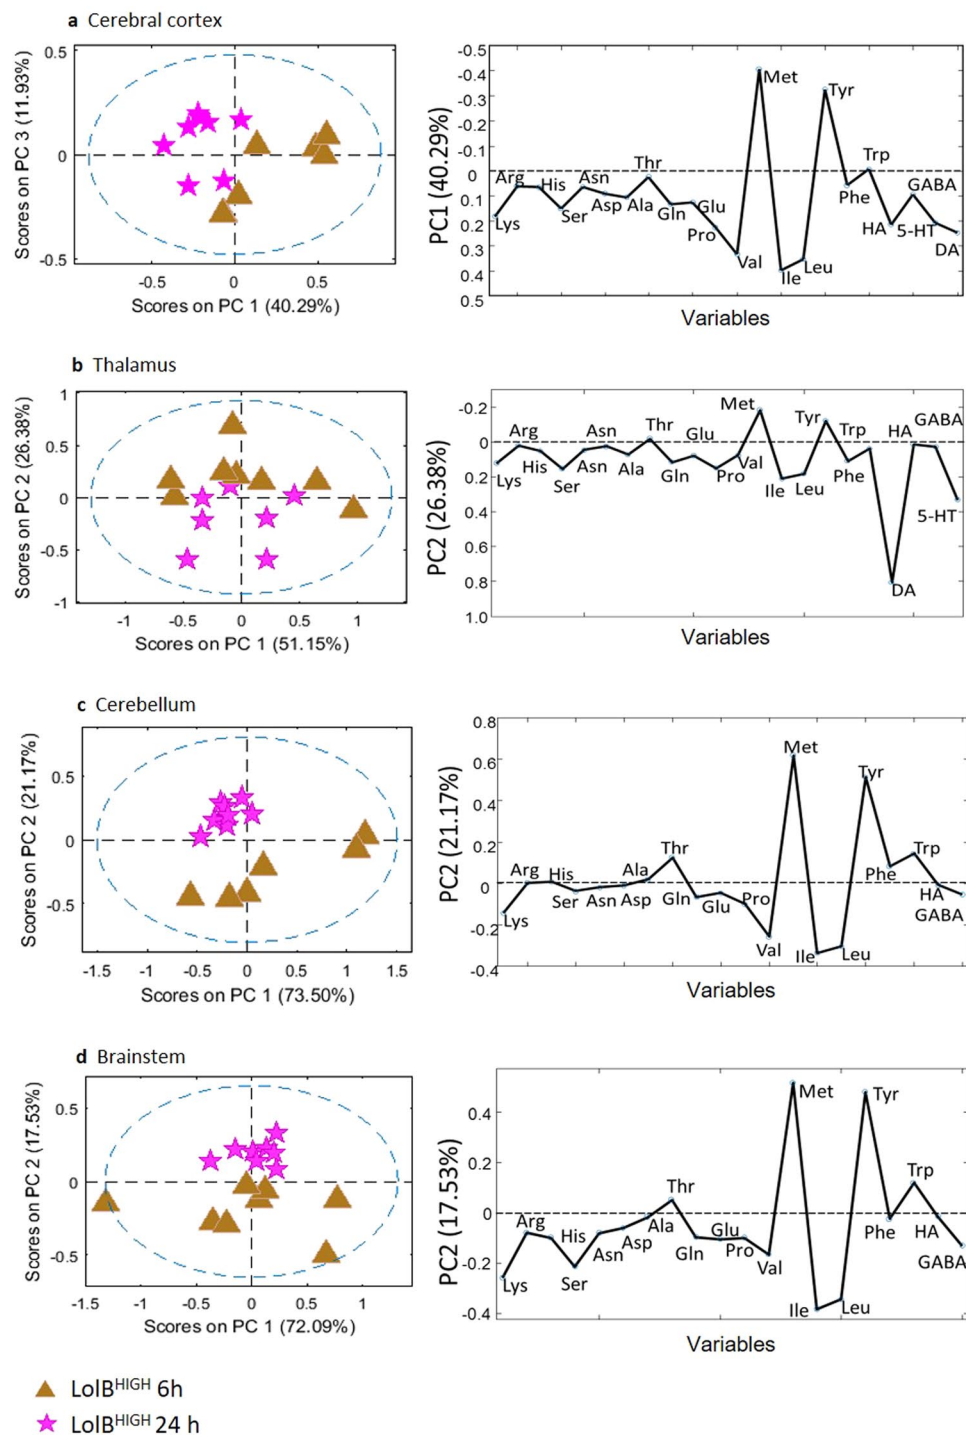 a Cerebral cortex
Scores on PC 3 (11.93%)
0.5
0
-0.5
-0.5
0
0.5
Scores on PC 1 (40.29%)
PC1 (40.29%)
-0.5
-0.4
-0.3
-0.2
-0.1
0
0.1
0.2
0.3
0.4
0.5
Lys
Arg
His
Ser
Asn
Asp
Ala
Thr
Gln
Glu
Pro
Val
Met
Ile
Leu
Tyr
Phe
Trp
HA
GABA
5-HT
DA
Variables
b Thalamus
Scores on PC 2 (26.38%)
1
0.5
0
-0.5
-1
-1
-0.5
0
0.5
1
Scores on PC 1 (51.15%)
PC2 (26.38%)
-0.2
0
0.2
0.4
0.6
0.8
1.0
Lys
Arg
His
Ser
Asn
Asn
Asp
Thr
Gln
Glu
Pro
Val
Met
Ile
Leu
Tyr
Phe
Trp
DA
HA
GABA
5-HT
Variables
c Cerebellum
Scores on PC 2 (21.17%)
0.5
0
-0.5
-1.5
-1
-0.5
0
0.5
1
1.5
Scores on PC 1 (73.50%)
PC2 (21.17%)
0.8
0.6
0.4
0.2
0
-0.2
-0.4
Lys
Arg
His
Ser
Asn
Asp
Ala
Thr
Gln
Glu
Pro
Val
Met
Ile
Leu
Tyr
Phe
Trp
HA
GABA
Variables
d Brainstem
Scores on PC 2 (17.53%)
0.5
0
-0.5
-1.5
-1
-0.5
0
0.5
1
Scores on PC 1 (72.09%)
PC2 (17.53%)
0.4
0.2
0
-0.2
-0.4
Lys
Arg
His
Ser
Asn
Asp
Ala
Thr
Gln
Glu
Pro
Val
Met
Ile
Leu
Tyr
Phe
Trp
HA
GABA
Variables
LolB^HIGH 6h
LolB^HIGH 24 h